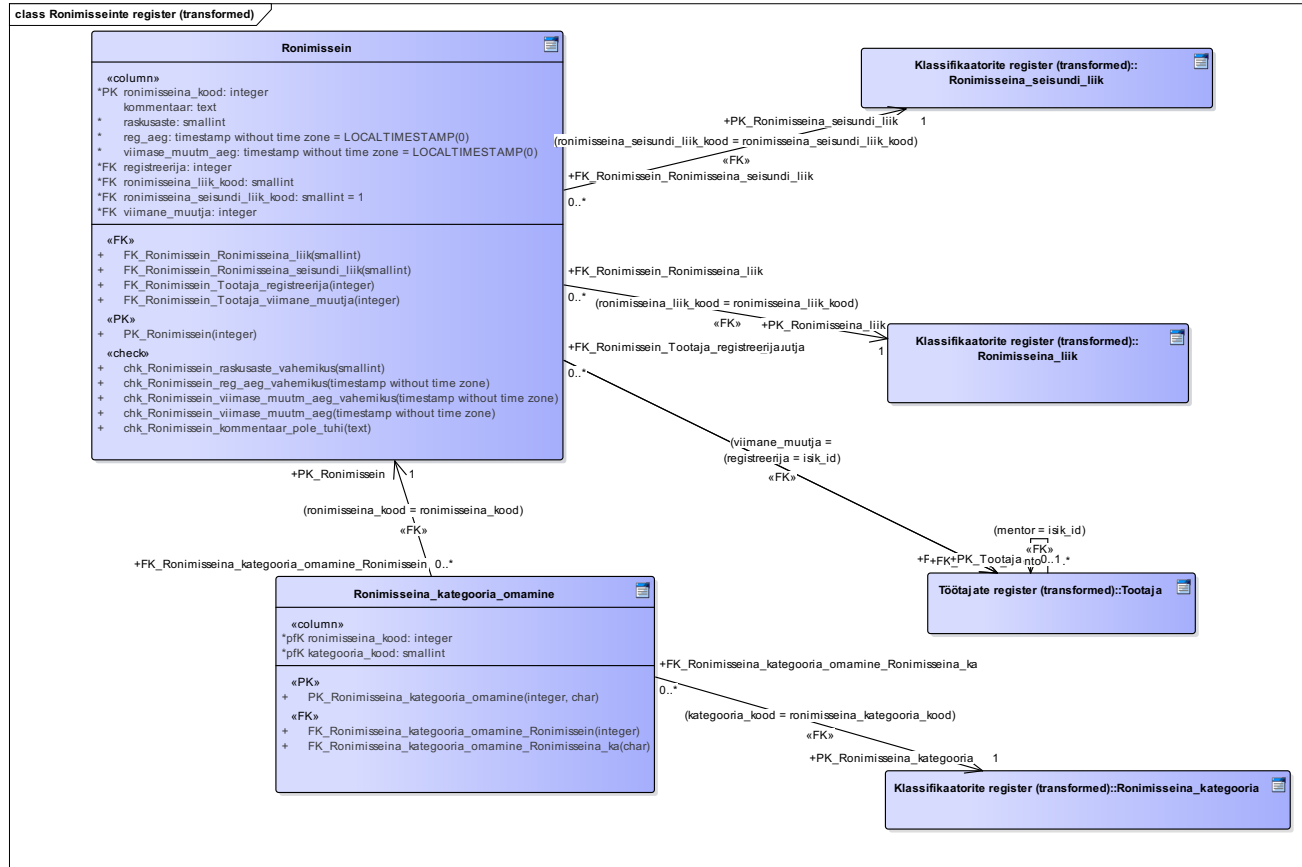 class Ronimisseinte register (transformed)
Ronimissein
«column»
*PK ronimisseina_kood: integer
kommentaar: text
* raskusaste: smallint
* reg_aeg: timestamp without time zone = LOCALTIMESTAMP(0)
* viimase_muutm_aeg: timestamp without time zone = LOCALTIMESTAMP(0)
*FK registreerija: integer
*FK ronimisseina_liik_kood: smallint
*FK ronimisseina_seisundi_liik_kood: smallint = 1
*FK viimane_muutja: integer
«FK»
+ FK_Ronimissein_Ronimisseina_liik(smallint)
+ FK_Ronimissein_Ronimisseina_seisundi_liik(smallint)
+ FK_Ronimissein_Tootaja_registreerija(integer)
+ FK_Ronimissein_Tootaja_viimane_muutja(integer)
«PK»
+ PK_Ronimissein(integer)
«check»
+ chk_Ronimissein_raskusaste_vahemikus(smallint)
+ chk_Ronimissein_reg_aeg_vahemikus(timestamp without time zone)
+ chk_Ronimissein_viimase_muutm_aeg_vahemikus(timestamp without time zone)
+ chk_Ronimissein_viimase_muutm_aeg(timestamp without time zone)
+ chk_Ronimissein_kommentaar_pole_tuhi(text)
Klassifikaatorite register (transformed)::
Ronimisseina_seisundi_liik
+PK_Ronimisseina_seisundi_liik
1
(ronimisseina_seisundi_liik_kood = ronimisseina_seisundi_liik_kood)
«FK»
+FK_Ronimissein_Ronimisseina_seisundi_liik
0..*
+FK_Ronimissein_Ronimisseina_liik
0..*
(ronimisseina_liik_kood = ronimisseina_liik_kood)
«FK»
+PK_Ronimisseina_liik
1
Klassifikaatorite register (transformed)::
Ronimisseina_liik
+FK_Ronimissein_Tootaja_registreerija
0..*
(viimane_muutja =
(registreerija = isik_id)
«FK»
(mentor = isik_id)
«FK»
+PK_Tootaja
0..1
Töötajate register (transformed)::Tootaja
+PK_Ronimissein
1
(ronimisseina_kood = ronimisseina_kood)
«FK»
+FK_Ronimisseina_kategooria_omamine_Ronimissein
0..*
Ronimisseina_kategooria_omamine
«column»
*pfK ronimisseina_kood: integer
*pfK kategooria_kood: smallint
«PK»
+ PK_Ronimisseina_kategooria_omamine(integer, char)
«FK»
+ FK_Ronimisseina_kategooria_omamine_Ronimissein(integer)
+ FK_Ronimisseina_kategooria_omamine_Ronimisseina_ka(char)
+FK_Ronimisseina_kategooria_omamine_Ronimisseina_ka
0..*
(kategooria_kood = ronimisseina_kategooria_kood)
«FK»
+PK_Ronimisseina_kategooria
1
Klassifikaatorite register (transformed)::Ronimisseina_kategooria